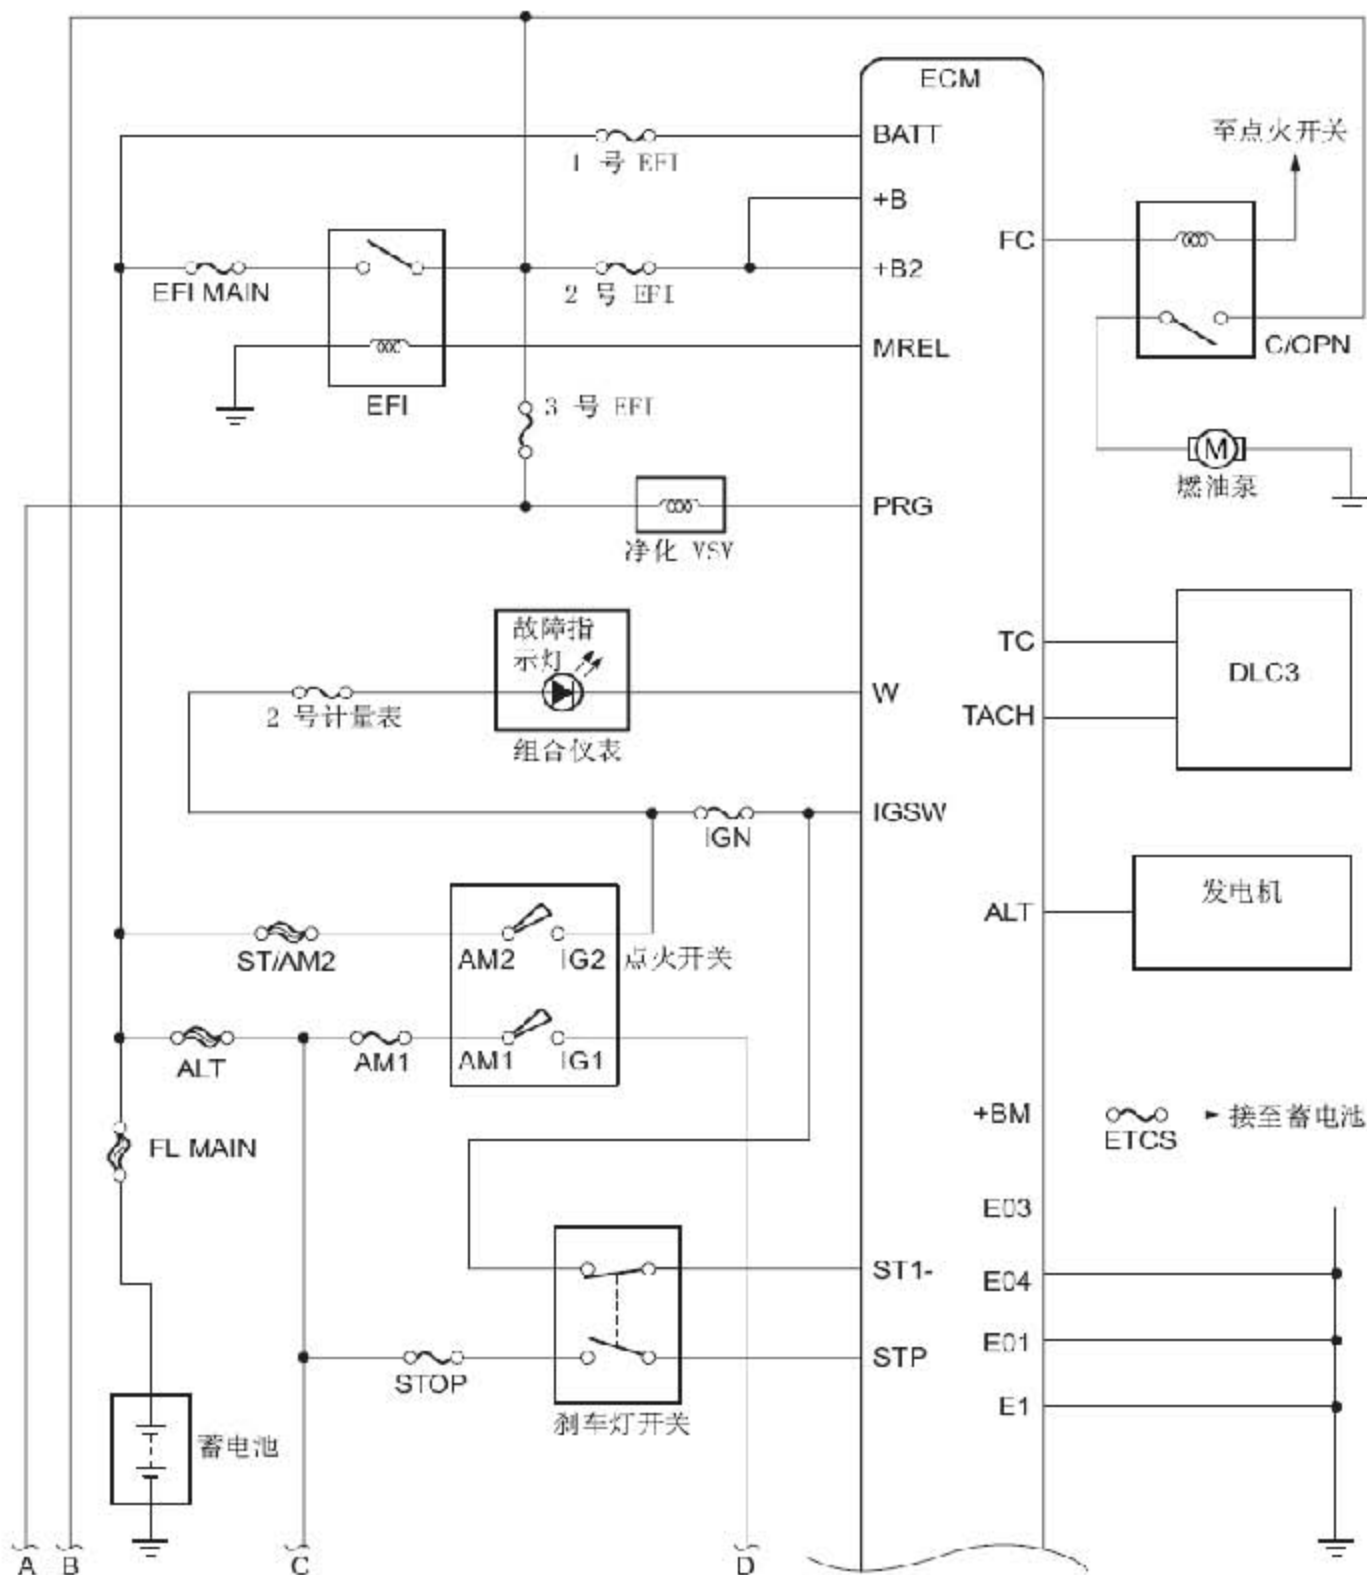 ECM
BATT
1 号 EFI
至点火开关
+B
FC
+B2
EFI MAIN
2 号 EFI
MREL
C/OPN
EFI
3 号 EFI
M
燃油泵
PRG
净化 VSV
故障指
示灯
TC
DLC3
W
2 号计量表
TACH
组合仪表
IGSW
IGN
发电机
ALT
ST/AM2
AM2
IG2
点火开关
ALT
AM1
AM1
IG1
+BM
接至蓄电池
ETCS
FL MAIN
E03
ST1-
E04
E01
STP
STOP
E1
刹车灯开关
蓄电池
A
B
C
D